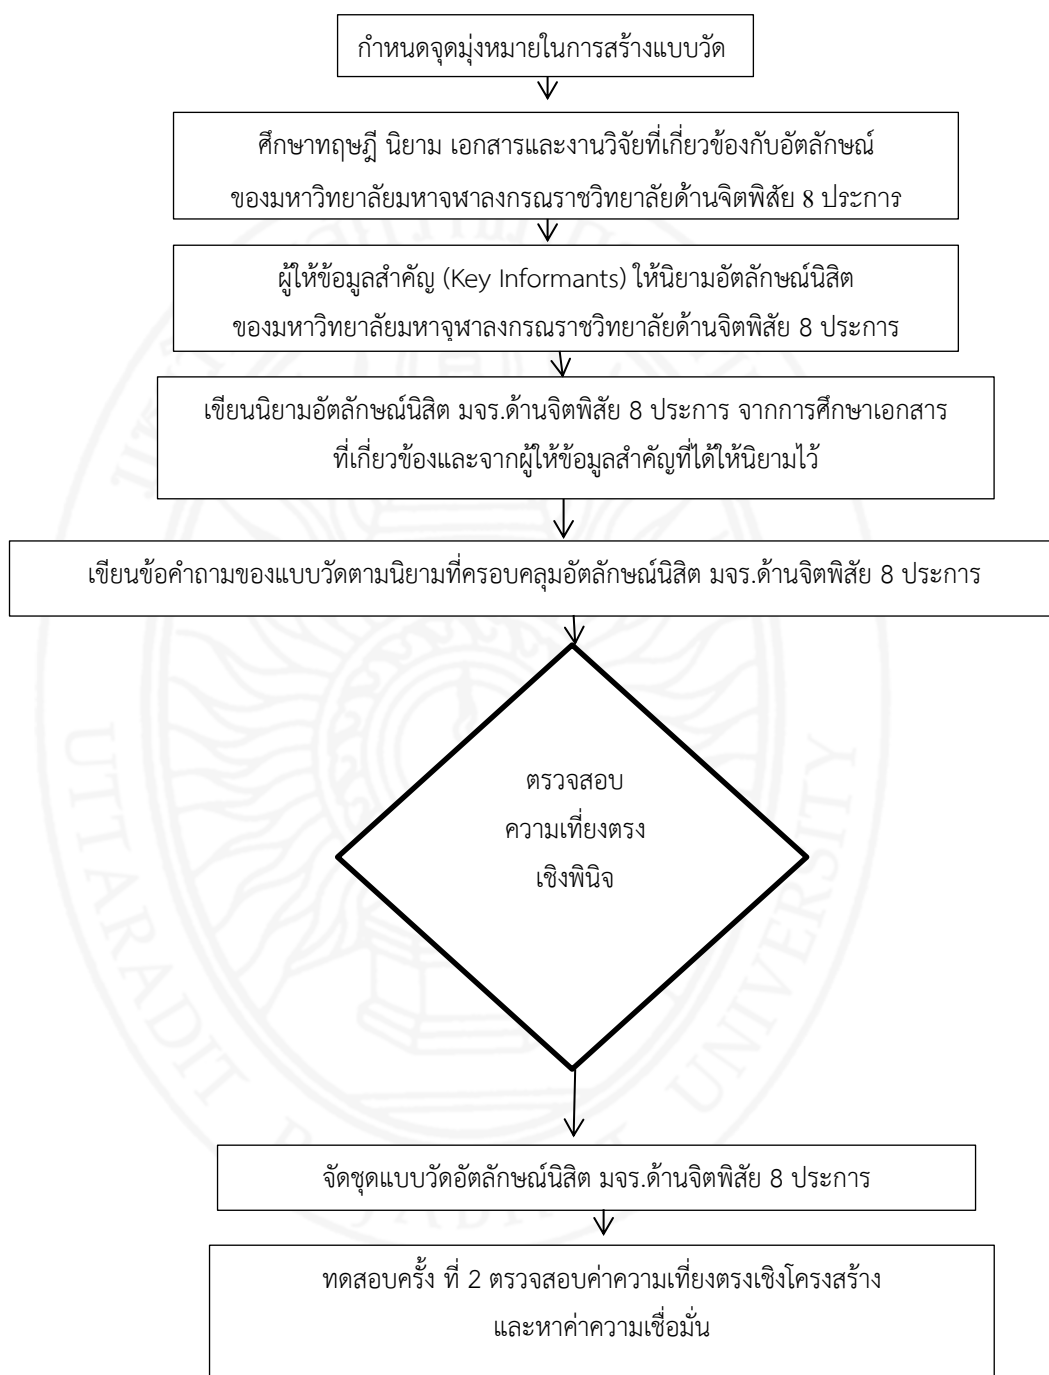 กำหนดจุดมุ่งหมายในการสร้างแบบวัด
ศึกษาทฤษฎี นิยาม เอกสารและงานวิจัยที่เกี่ยวข้องกับอัตลักษณ์
ของมหาวิทยาลัยมหาจุฬาลงกรณราชวิทยาลัยด้านจิตพิสัย 8 ประการ
ผู้ให้ข้อมูลสำคัญ (Key Informants) ให้นิยามอัตลักษณ์นิสิต
ของมหาวิทยาลัยมหาจุฬาลงกรณราชวิทยาลัยด้านจิตพิสัย 8 ประการ
เขียนนิยามอัตลักษณ์นิสิต มจร.ด้านจิตพิสัย 8 ประการ จากการศึกษาเอกสาร
ที่เกี่ยวข้องและจากผู้ให้ข้อมูลสำคัญที่ได้ให้นิยามไว้
เขียนข้อคำถามของแบบวัดตามนิยามที่ครอบคลุมอัตลักษณ์นิสิต มจร.ด้านจิตพิสัย 8 ประการ
ตรวจสอบ
ความเที่ยงตรง
เชิงพินิจ
UTTARADIT
UNIVERSITY
จัดชุดแบบวัดอัตลักษณ์นิสิต มจร.ด้านจิตพิสัย 8 ประการ
ทดสอบครั้ง ที่ 2 ตรวจสอบค่าความเที่ยงตรงเชิงโครงสร้าง
และหาค่าความเชื่อมั่น